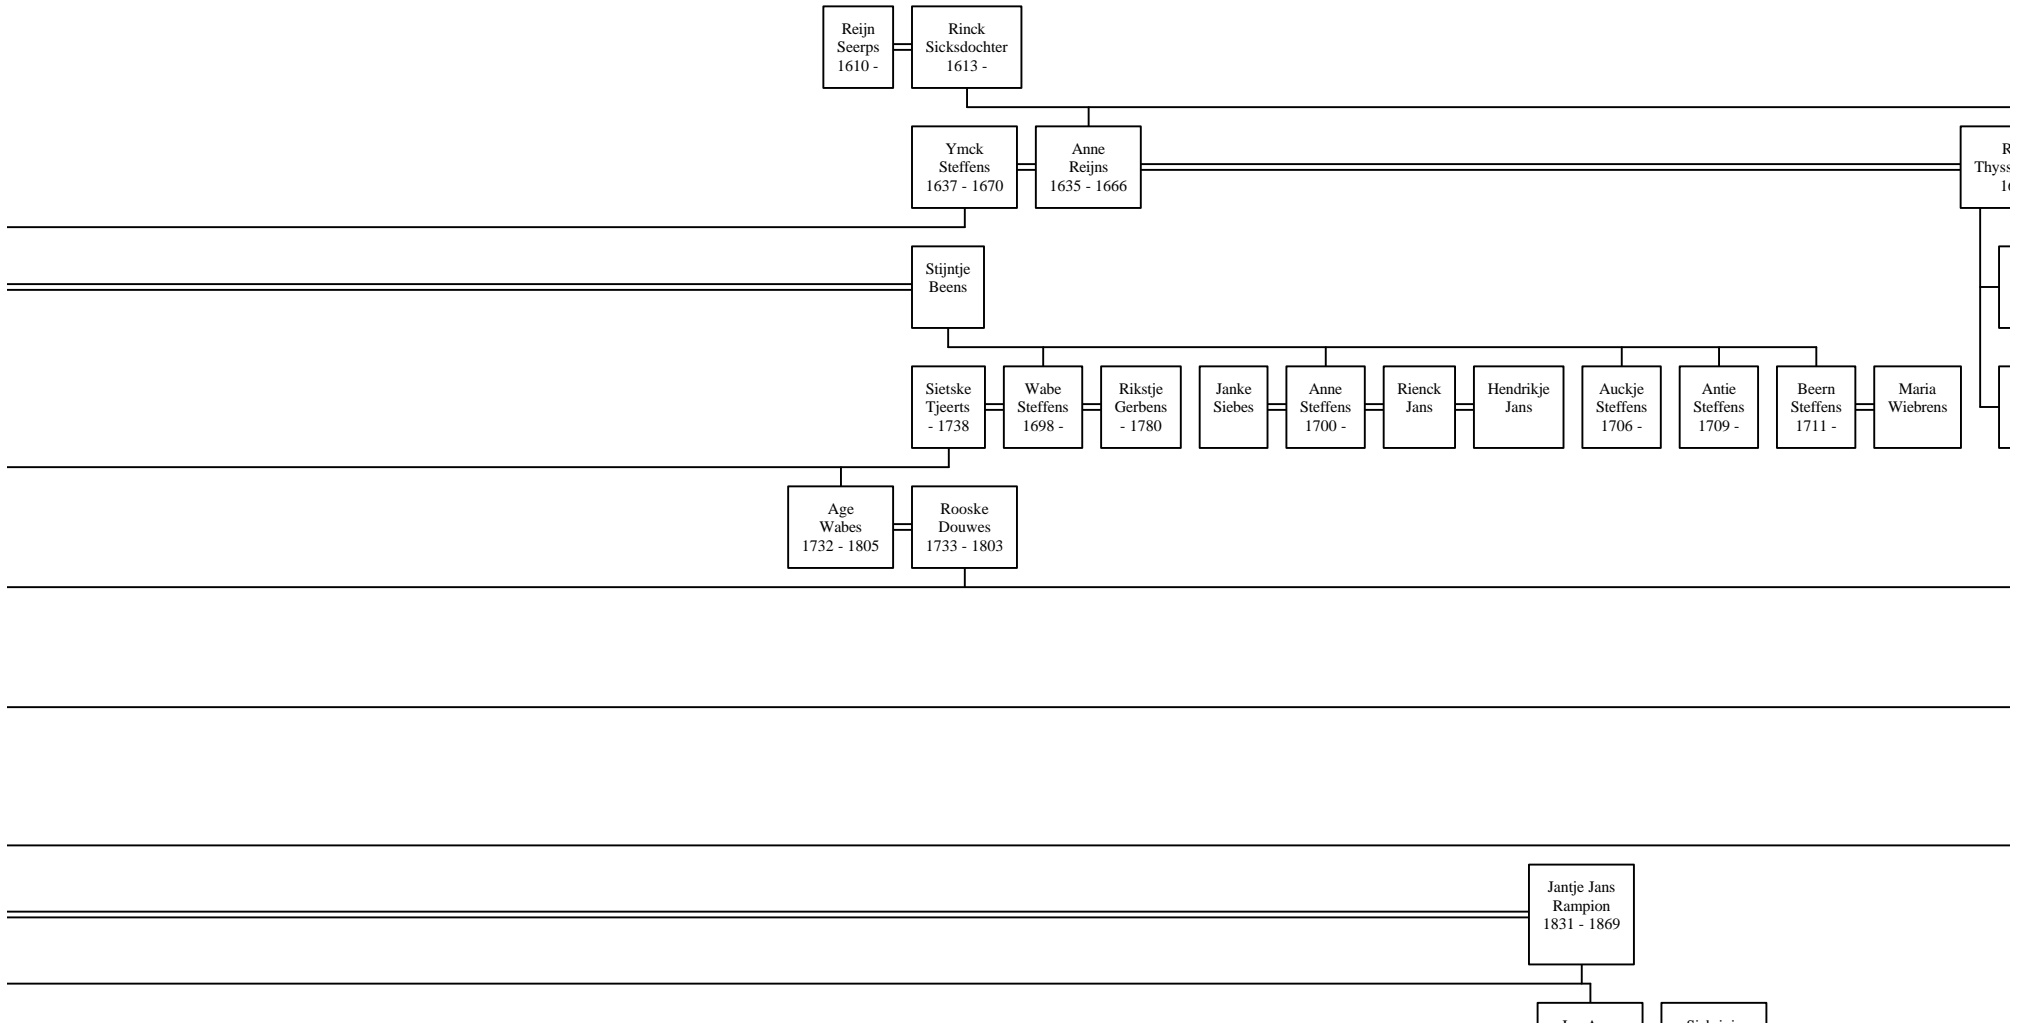 Reijn
Seerps
1610 -
Rinck
Sicksdochter
1613 -
Ymck
Steffens
1637 - 1670
Anne
Reijns
1635 - 1666
Stijntje
Beens
Sietske
Tjeerts
- 1738
Wabe
Steffens
1698 -
Rikstje
Gerbens
- 1780
Janke
Siebes
Anne
Steffens
1700 -
Rienck
Jans
Hendrikje
Jans
Auckje
Steffens
1706 -
Antie
Steffens
1709 -
Beern
Steffens
1711 -
Maria
Wiebrens
Age
Wabes
1732 - 1805
Rooske
Douwes
1733 - 1803
Jantje Jans
Rampion
1831 - 1869